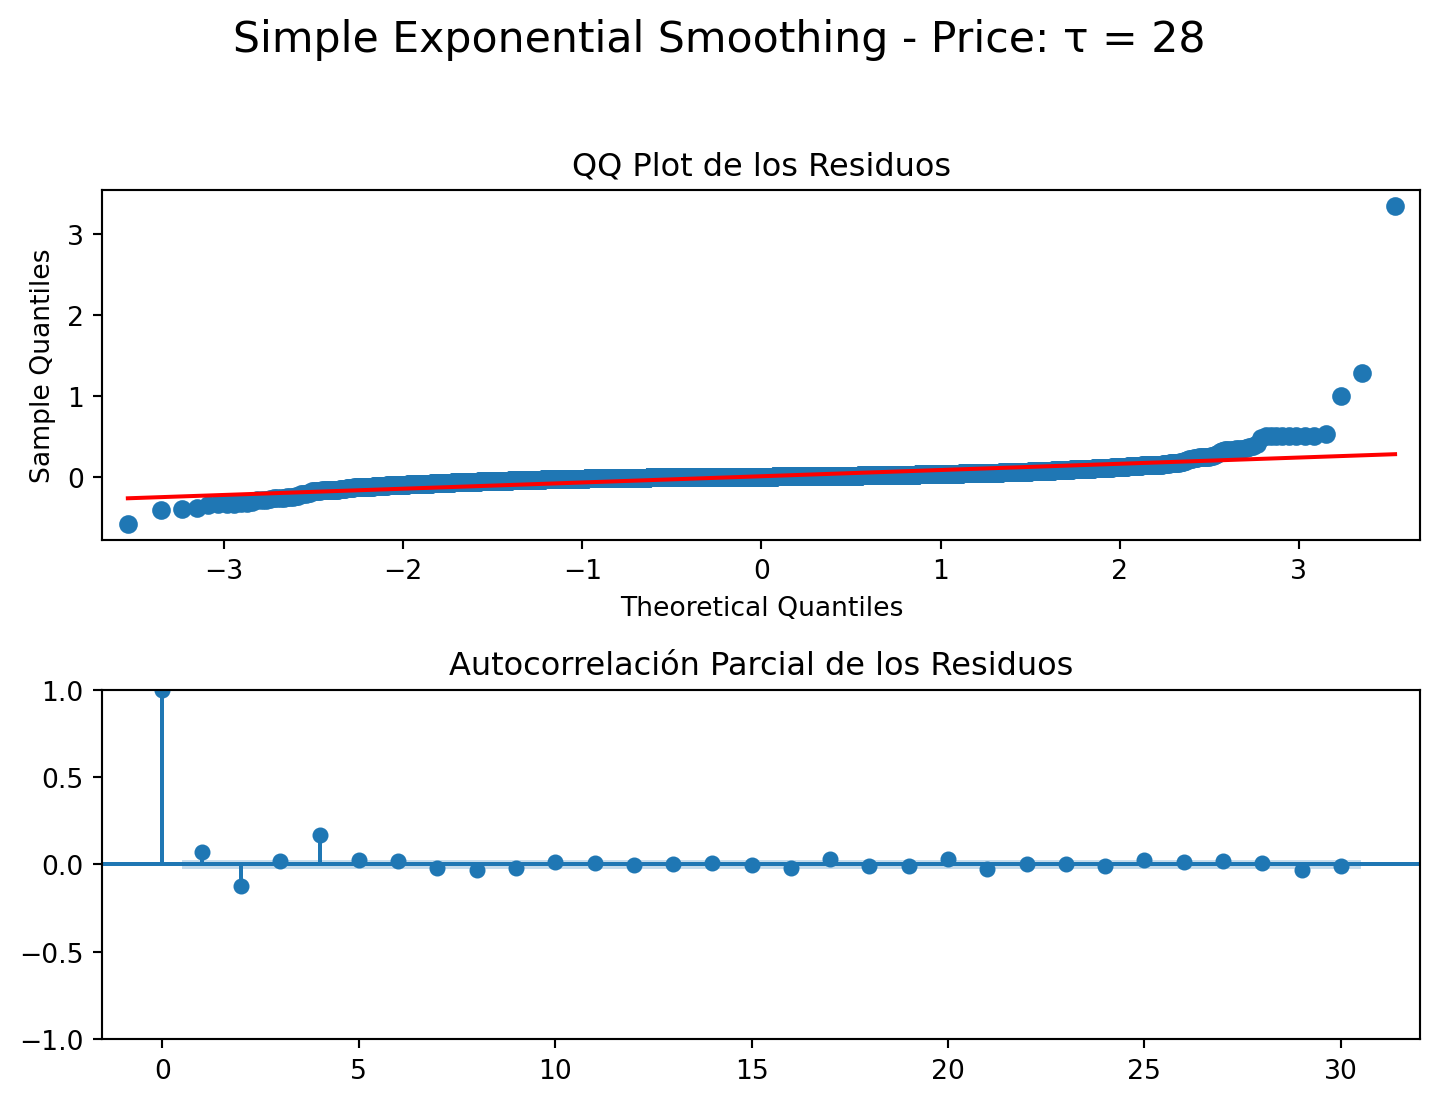 Simple Exponential Smoothing - Price: τ = 28
QQ Plot de los Residuos
Sample Quantiles
3
2
1
0
−3 −2 −1 0 1 2 3
Theoretical Quantiles
Autocorrelación Parcial de los Residuos
1.0
0.5
0.0
−0.5
−1.0
0 5 10 15 20 25 30